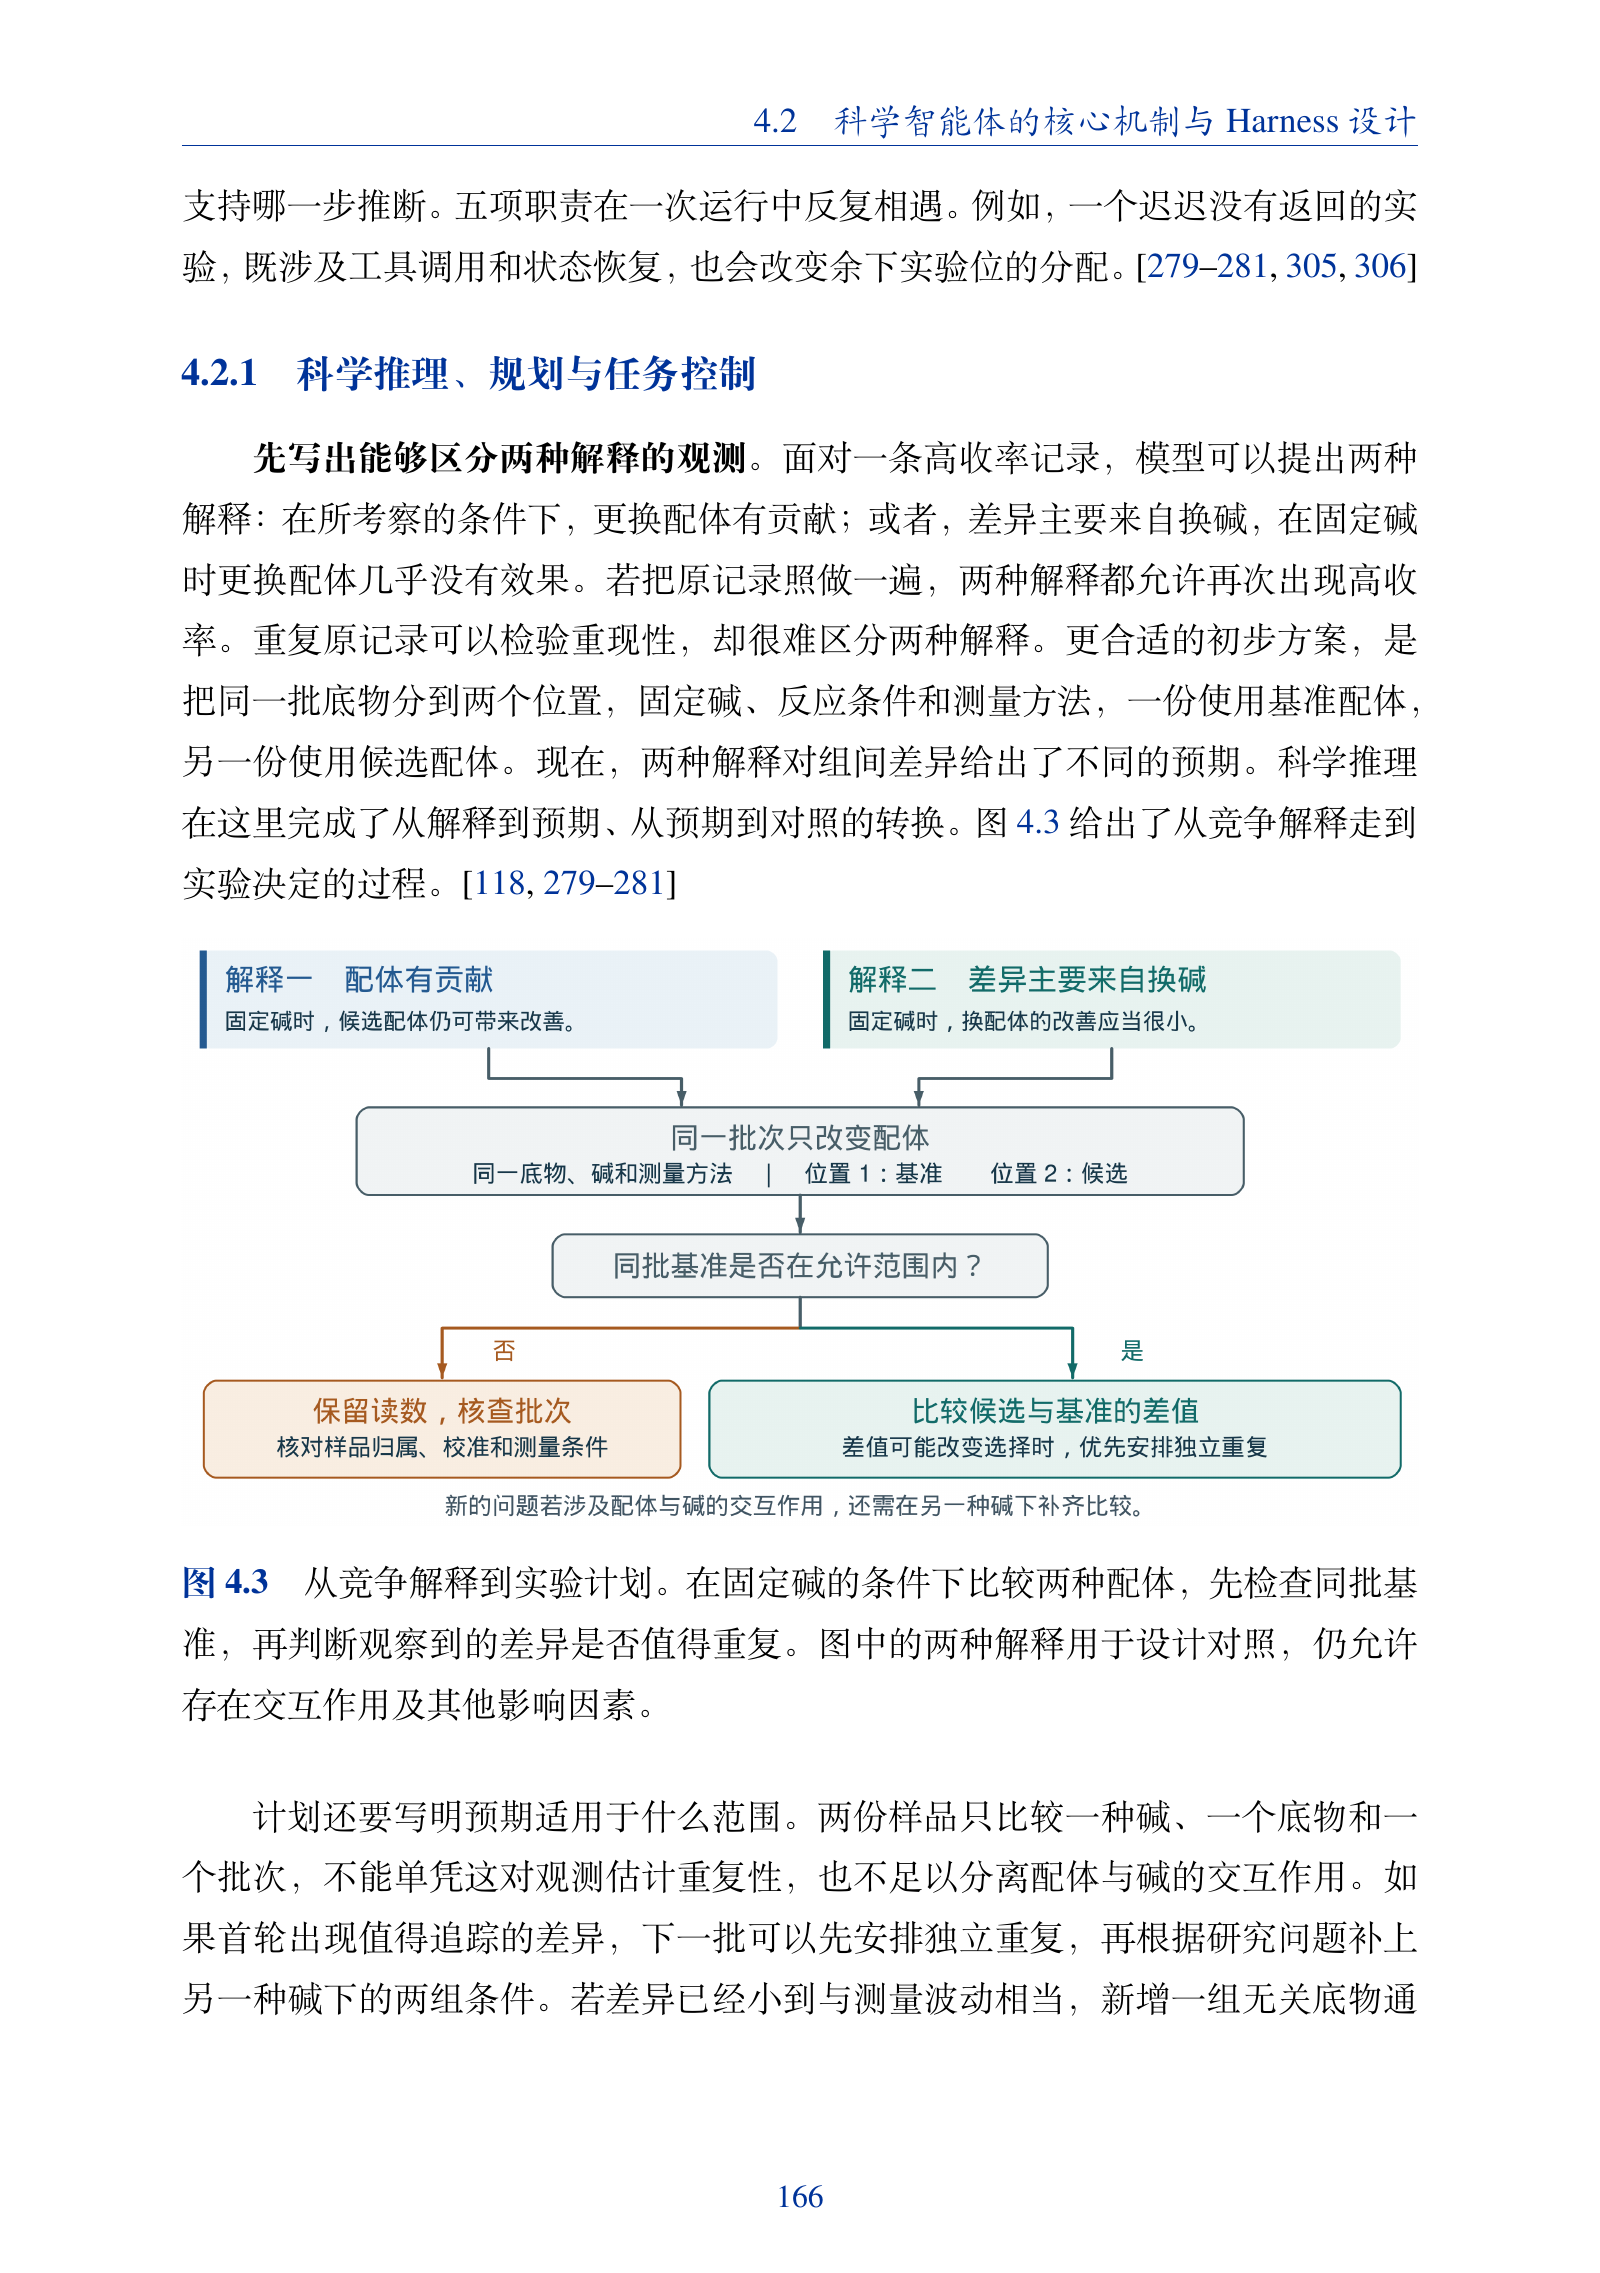 4.2 科学智能体的核心机制与 Harness 设计
支持哪一步推断。五项职责在一次运行中反复相遇。例如，一个迟迟没有返回的实
验，既涉及工具调用和状态恢复，也会改变余下实验位的分配。[279–281, 305, 306]
4.2.1 科学推理、规划与任务控制
先写出能够区分两种解释的观测。面对一条高收率记录，模型可以提出两种
解释：在所考察的条件下，更换配体有贡献；或者，差异主要来自换碱，在固定碱
时更换配体几乎没有效果。若把原记录照做一遍，两种解释都允许再次出现高收
率。重复原记录可以检验重现性，却很难区分两种解释。更合适的初步方案，是
把同一批底物分到两个位置，固定碱、反应条件和测量方法，一份使用基准配体，
另一份使用候选配体。现在，两种解释对组间差异给出了不同的预期。科学推理
在这里完成了从解释到预期、从预期到对照的转换。图 4.3 给出了从竞争解释走到
实验决定的过程。[118, 279–281]
解释一 配体有贡献
固定碱时，候选配体仍可带来改善。
解释二 差异主要来自换碱
固定碱时，换配体的改善应当很小。
同一批次只改变配体
同一底物、碱和测量方法 | 位置 1：基准 位置 2：候选
同批基准是否在允许范围内？
否
是
保留读数，核查批次
核对样品归属、校准和测量条件
比较候选与基准的差值
差值可能改变选择时，优先安排独立重复
新的问题若涉及配体与碱的交互作用，还需在另一种碱下补齐比较。
图 4.3 从竞争解释到实验计划。在固定碱的条件下比较两种配体，先检查同批基
准，再判断观察到的差异是否值得重复。图中的两种解释用于设计对照，仍允许
存在交互作用及其他影响因素。
计划还要写明预期适用于什么范围。两份样品只比较一种碱、一个底物和一
个批次，不能单凭这对观测估计重复性，也不足以分离配体与碱的交互作用。如
果首轮出现值得追踪的差异，下一批可以先安排独立重复，再根据研究问题补上
另一种碱下的两组条件。若差异已经小到与测量波动相当，新增一组无关底物通
166